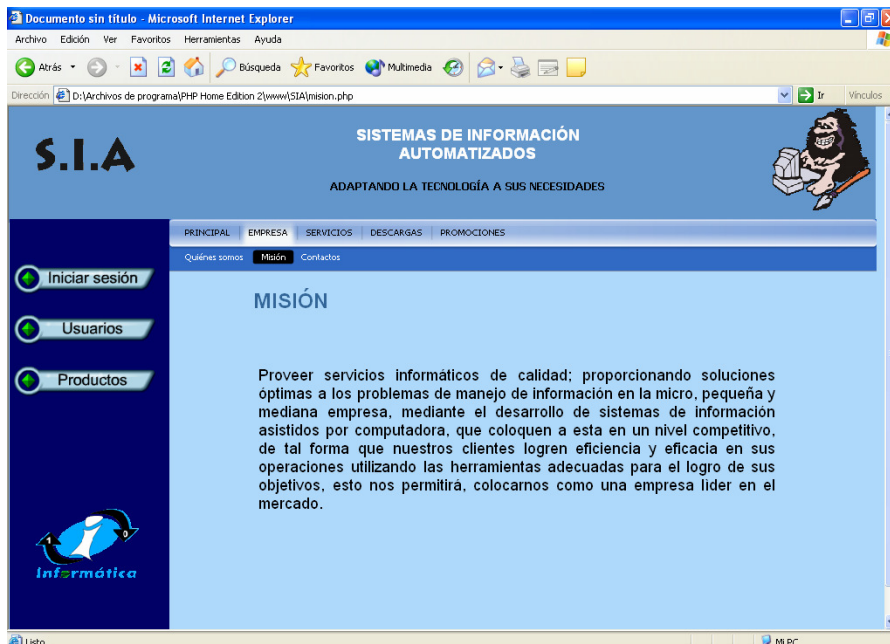 Documento sin título - Microsoft Internet Explorer
Archivo Edición Ver Favoritos Herramientas Ayuda
Atrás Búsqueda Favoritos Multimedia
Dirección D:\Archivos de programa\PHP Home Edition 2\www\SIA\mision.php Ir Vínculos
S.I.A
SISTEMAS DE INFORMACIÓN
AUTOMATIZADOS
ADAPTANDO LA TECNOLOGÍA A SUS NECESIDADES
PRINCIPAL EMPRESA SERVICIOS DESCARGAS PROMOCIONES
Quiénes somos Misión Contactos
Iniciar sesión
Usuarios
Productos
MISIÓN
Proveer servicios informáticos de calidad; proporcionando soluciones
óptimas a los problemas de manejo de información en la micro, pequeña y
mediana empresa, mediante el desarrollo de sistemas de información
asistidos por computadora, que coloquen a esta en un nivel competitivo,
de tal forma que nuestros clientes logren eficiencia y eficacia en sus
operaciones utilizando las herramientas adecuadas para el logro de sus
objetivos, esto nos permitirá, colocarnos como una empresa lider en el
mercado.
1 i 0
informática
Listo Mi PC